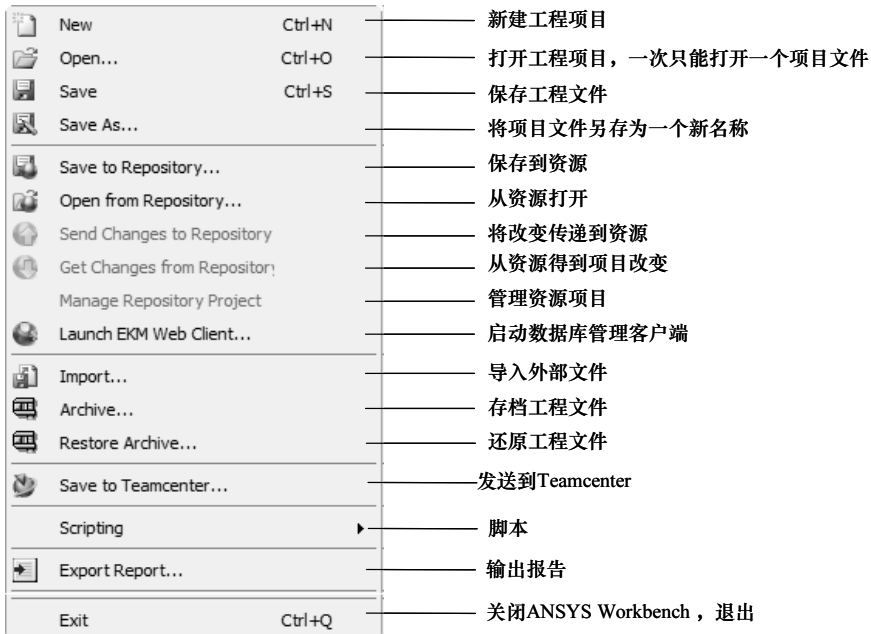 New Ctrl+N 新建工程项目
Open... Ctrl+O 打开工程项目，一次只能打开一个项目文件
Save Ctrl+S 保存工程文件
Save As... 将项目文件另存为一个新名称
Save to Repository... 保存到资源
Open from Repository... 从资源打开
Send Changes to Repository 将改变传递到资源
Get Changes from Repository 从资源得到项目改变
Manage Repository Project 管理资源项目
Launch EKM Web Client... 启动数据库管理客户端
Import... 导入外部文件
Archive... 存档工程文件
Restore Archive... 还原工程文件
Save to Teamcenter... 发送到Teamcenter
Scripting 脚本
Export Report... 输出报告
Exit Ctrl+Q 关闭ANSYS Workbench ，退出